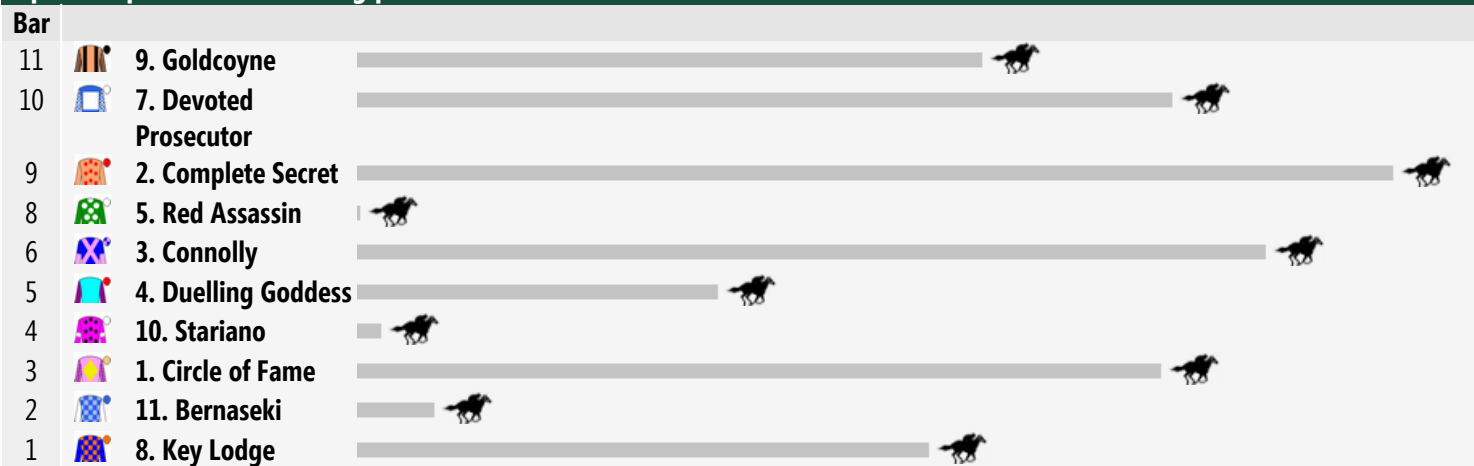 Bar
11 9. Goldcoyne
10 7. Devoted
Prosecutor
9 2. Complete Secret
8 5. Red Assassin
6 3. Connolly
5 4. Duelling Goddess
4 10. Stariano
3 1. Circle of Fame
2 11. Bernaseki
1 8. Key Lodge